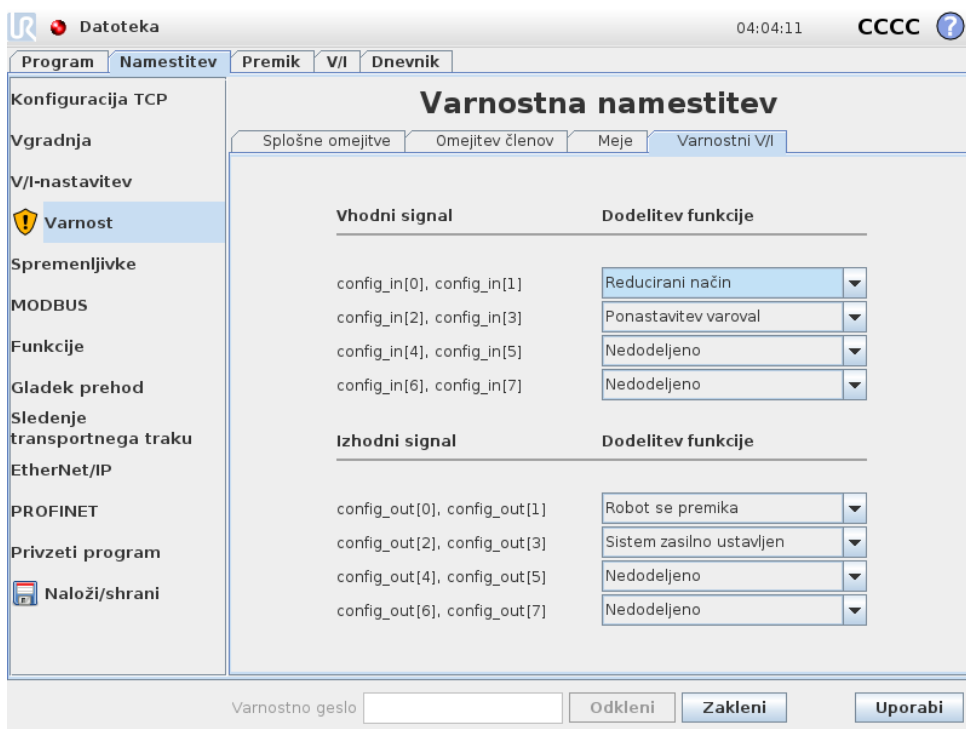 UR Datoteka 04:04:11 CCCC ?
Program Namestitev Premik V/I Dnevnik
Konfiguracija TCP
Vgradnja
V/I-nastavitev
Varnost
Spremenljivke
MODBUS
Funkcije
Gladek prehod
Sledenje
transportnega traku
EtherNet/IP
PROFINET
Privzeti program
Naloži/shrani
Varnostna namestitev
Splošne omejitve Omejitev členov Meje Varnostni V/I
Vhodni signal Dodelitev funkcije
config_in[0], config_in[1] Reducirani način
config_in[2], config_in[3] Ponastavitev varoval
config_in[4], config_in[5] Nedodeljeno
config_in[6], config_in[7] Nedodeljeno
Izhodni signal Dodelitev funkcije
config_out[0], config_out[1] Robot se premika
config_out[2], config_out[3] Sistem zasilno ustavljen
config_out[4], config_out[5] Nedodeljeno
config_out[6], config_out[7] Nedodeljeno
Varnostno geslo Odkleni Zakleni Uporabi